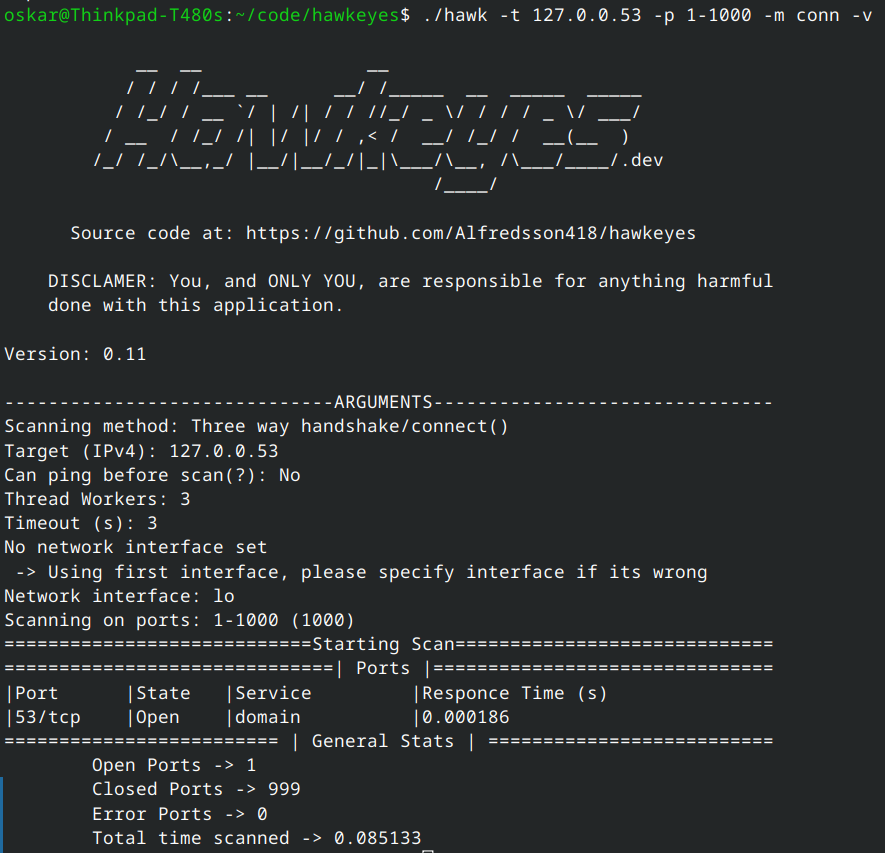 oskar@Thinkpad-T480s:~/code/hawkeyes$ ./hawk -t 127.0.0.53 -p 1-1000 -m conn -v
Hawkeyes.dev
Source code at: https://github.com/Alfredsson418/hawkeyes
DISCLAMER: You, and ONLY YOU, are responsible for anything harmful
done with this application.
Version: 0.11
------------------------------ARGUMENTS-------------------------------
Scanning method: Three way handshake/connect()
Target (IPv4): 127.0.0.53
Can ping before scan(?): No
Thread Workers: 3
Timeout (s): 3
No network interface set
-> Using first interface, please specify interface if its wrong
Network interface: lo
Scanning on ports: 1-1000 (1000)
============================Starting Scan=============================
==============================| Ports |===============================
|Port |State |Service |Responce Time (s)
|53/tcp |Open |domain |0.000186
========================= | General Stats | ==========================
Open Ports -> 1
Closed Ports -> 999
Error Ports -> 0
Total time scanned -> 0.085133